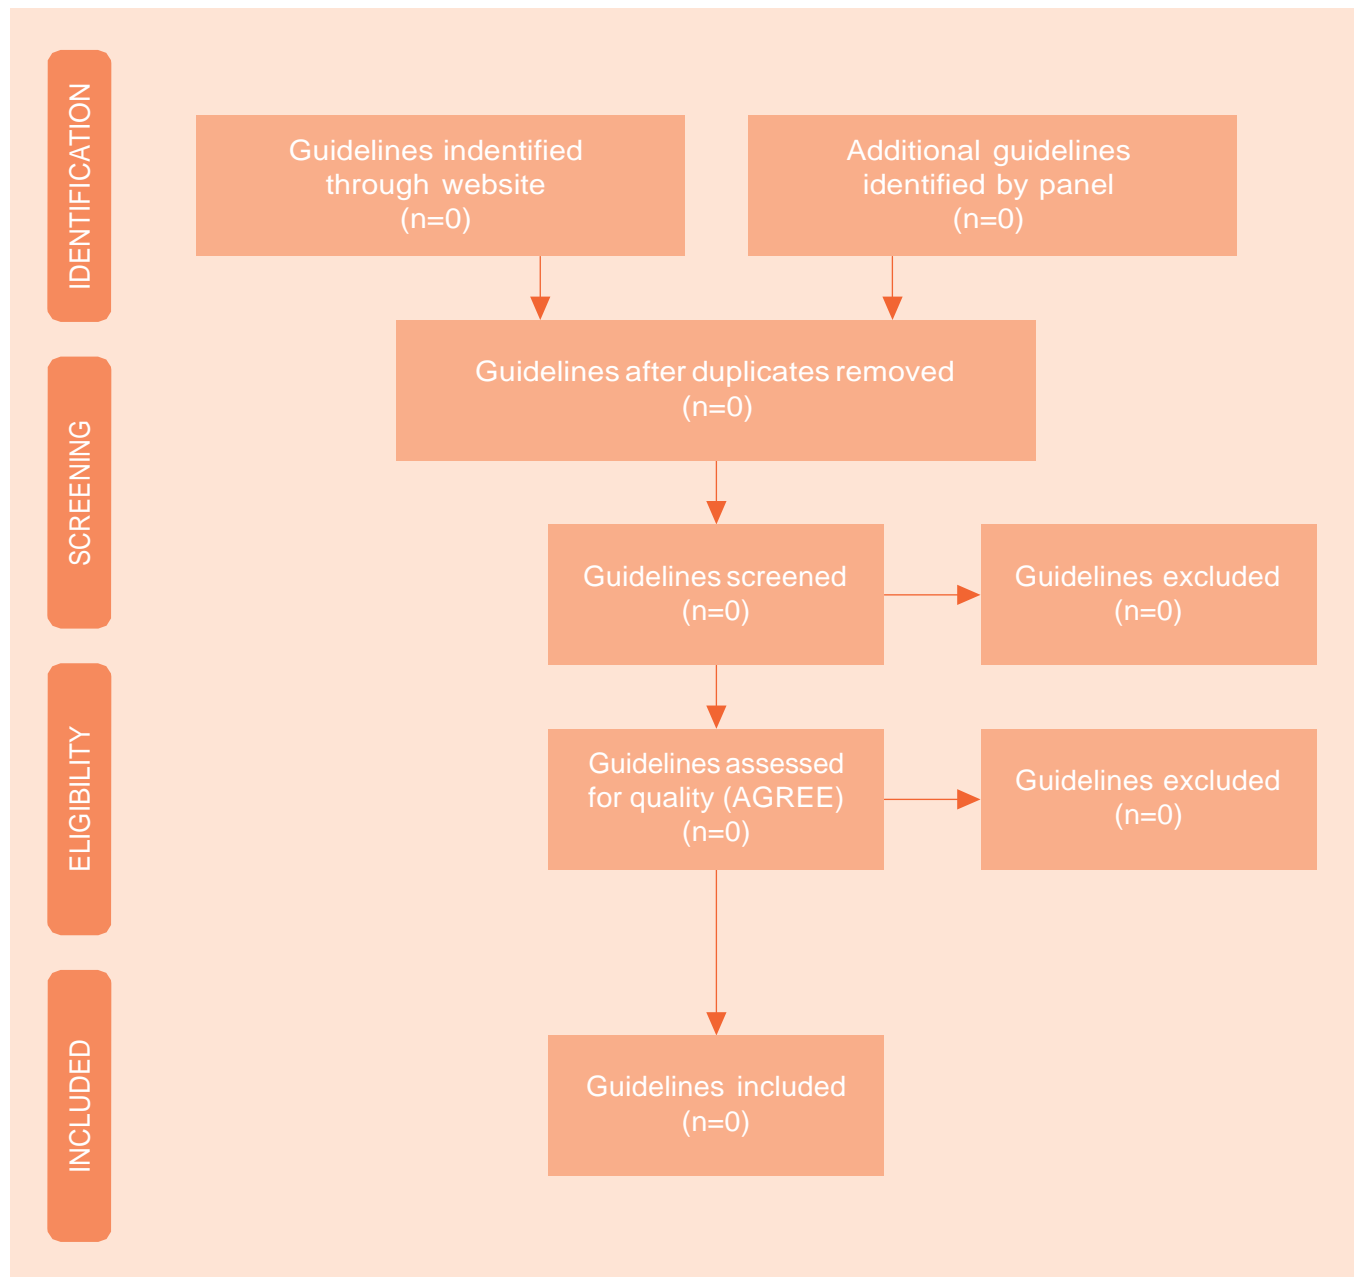 IDENTIFICATION
Guidelines indentified
through website
(n=0)
Additional guidelines
identified by panel
(n=0)
Guidelines after duplicates removed
(n=0)
SCREENING
Guidelines screened
(n=0)
Guidelines excluded
(n=0)
ELIGIBILITY
Guidelines assessed
for quality (AGREE)
(n=0)
Guidelines excluded
(n=0)
INCLUDED
Guidelines included
(n=0)